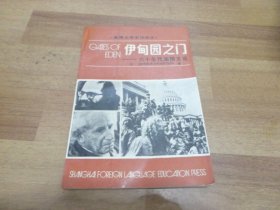 GATES OF
EDEN
伊甸园之门
六十年代美国文化
SHANGHAI FOREIGN LANGUAGE EDUCATION PRESS